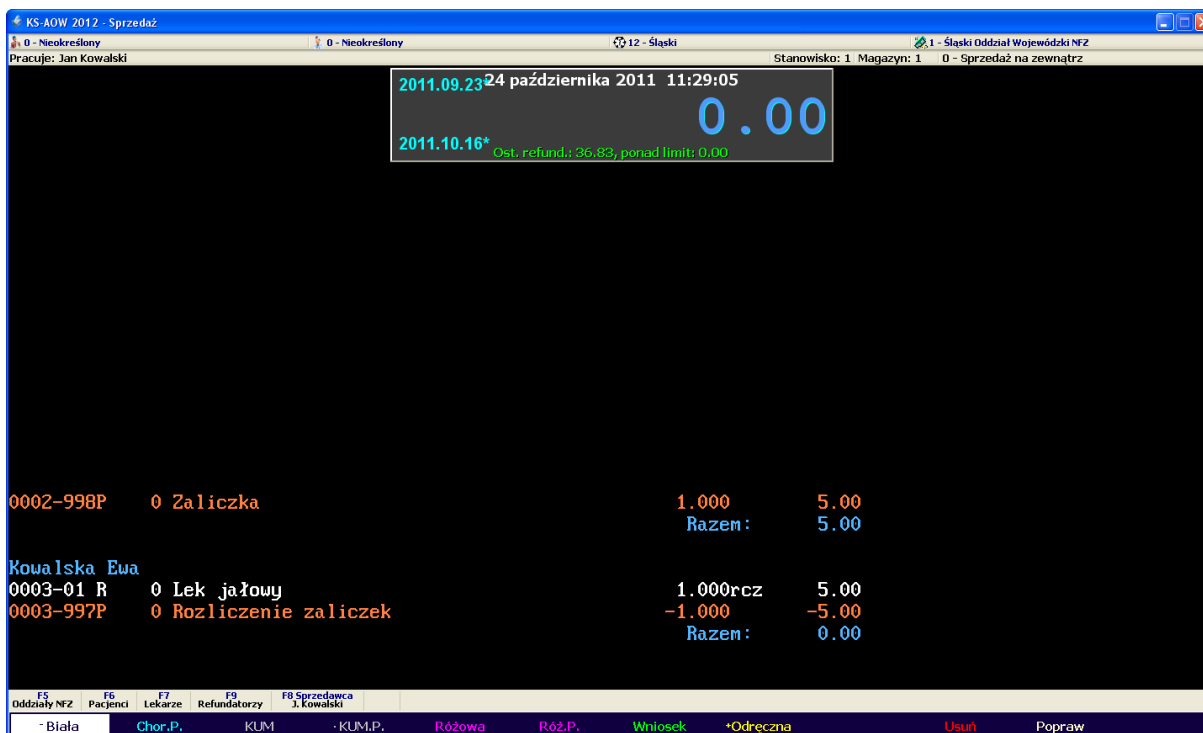 KS-AOW 2012 - Sprzedaż
0 - Nieokreślony 0 - Nieokreślony 12 - Śląski 1 - Śląski Oddział Wojewódzki NFZ
Pracuje: Jan Kowalski Stanowisko: 1 Magazyn: 1 0 - Sprzedaż na zewnątrz
2011.09.23* 24 października 2011 11:29:05
0.00
2011.10.16* Ost. refund.: 36.83, ponad limit: 0.00
0002-998P 0 Zaliczka 1.000 5.00
Razem: 5.00
Kowalska Ewa
0003-01 R 0 Lek jałowy 1.000rcz 5.00
0003-997P 0 Rozliczenie zaliczek -1.000 -5.00
Razem: 0.00
F5 F6 F7 F9 F8 Sprzedawca
Oddziały NFZ Pacjenci Lekarze Refundatorzy J. Kowalski
-Biała Chor.P. KUM ·KUM.P. Różowa Róż.P. Wniosek +Odręczna Usuń Popraw